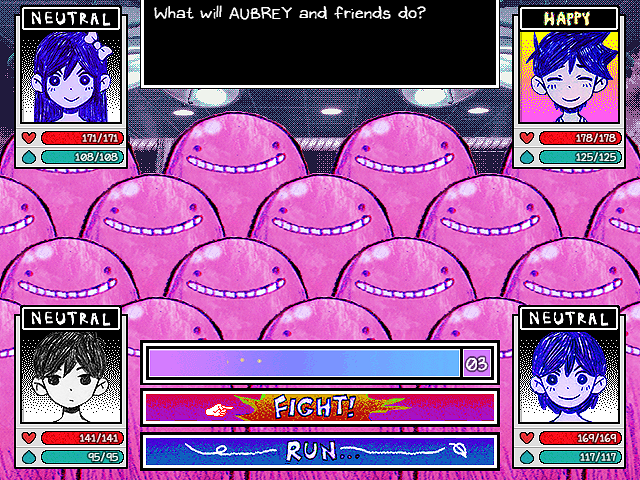 What will AUBREY and friends do?
NEUTRAL
171/171
108/108
HAPPY
178/178
125/125
NEUTRAL
141/141
95/95
03
FIGHT!
RUN...
NEUTRAL
169/169
117/117